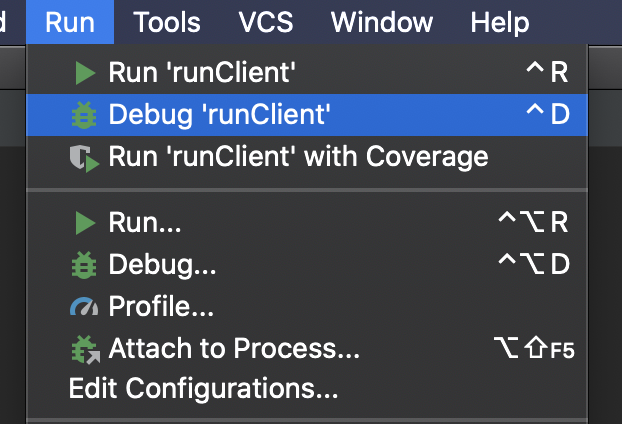 d Run Tools VCS Window Help
Run 'runClient' ⌃R
Debug 'runClient' ⌃D
Run 'runClient' with Coverage
Run... ⌃⌥R
Debug... ⌃⌥D
Profile...
Attach to Process... ⌥⇧F5
Edit Configurations...